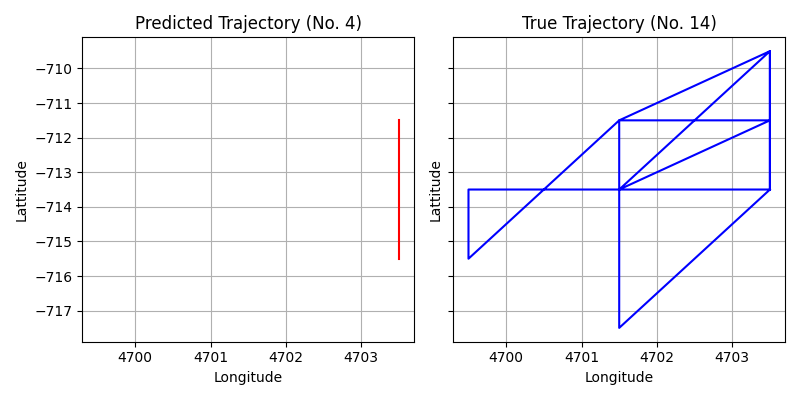 Predicted Trajectory (No. 4)
True Trajectory (No. 14)
Lattitude
−710
−711
−712
−713
−714
−715
−716
−717
4700 4701 4702 4703
Longitude
Lattitude
4700 4701 4702 4703
Longitude